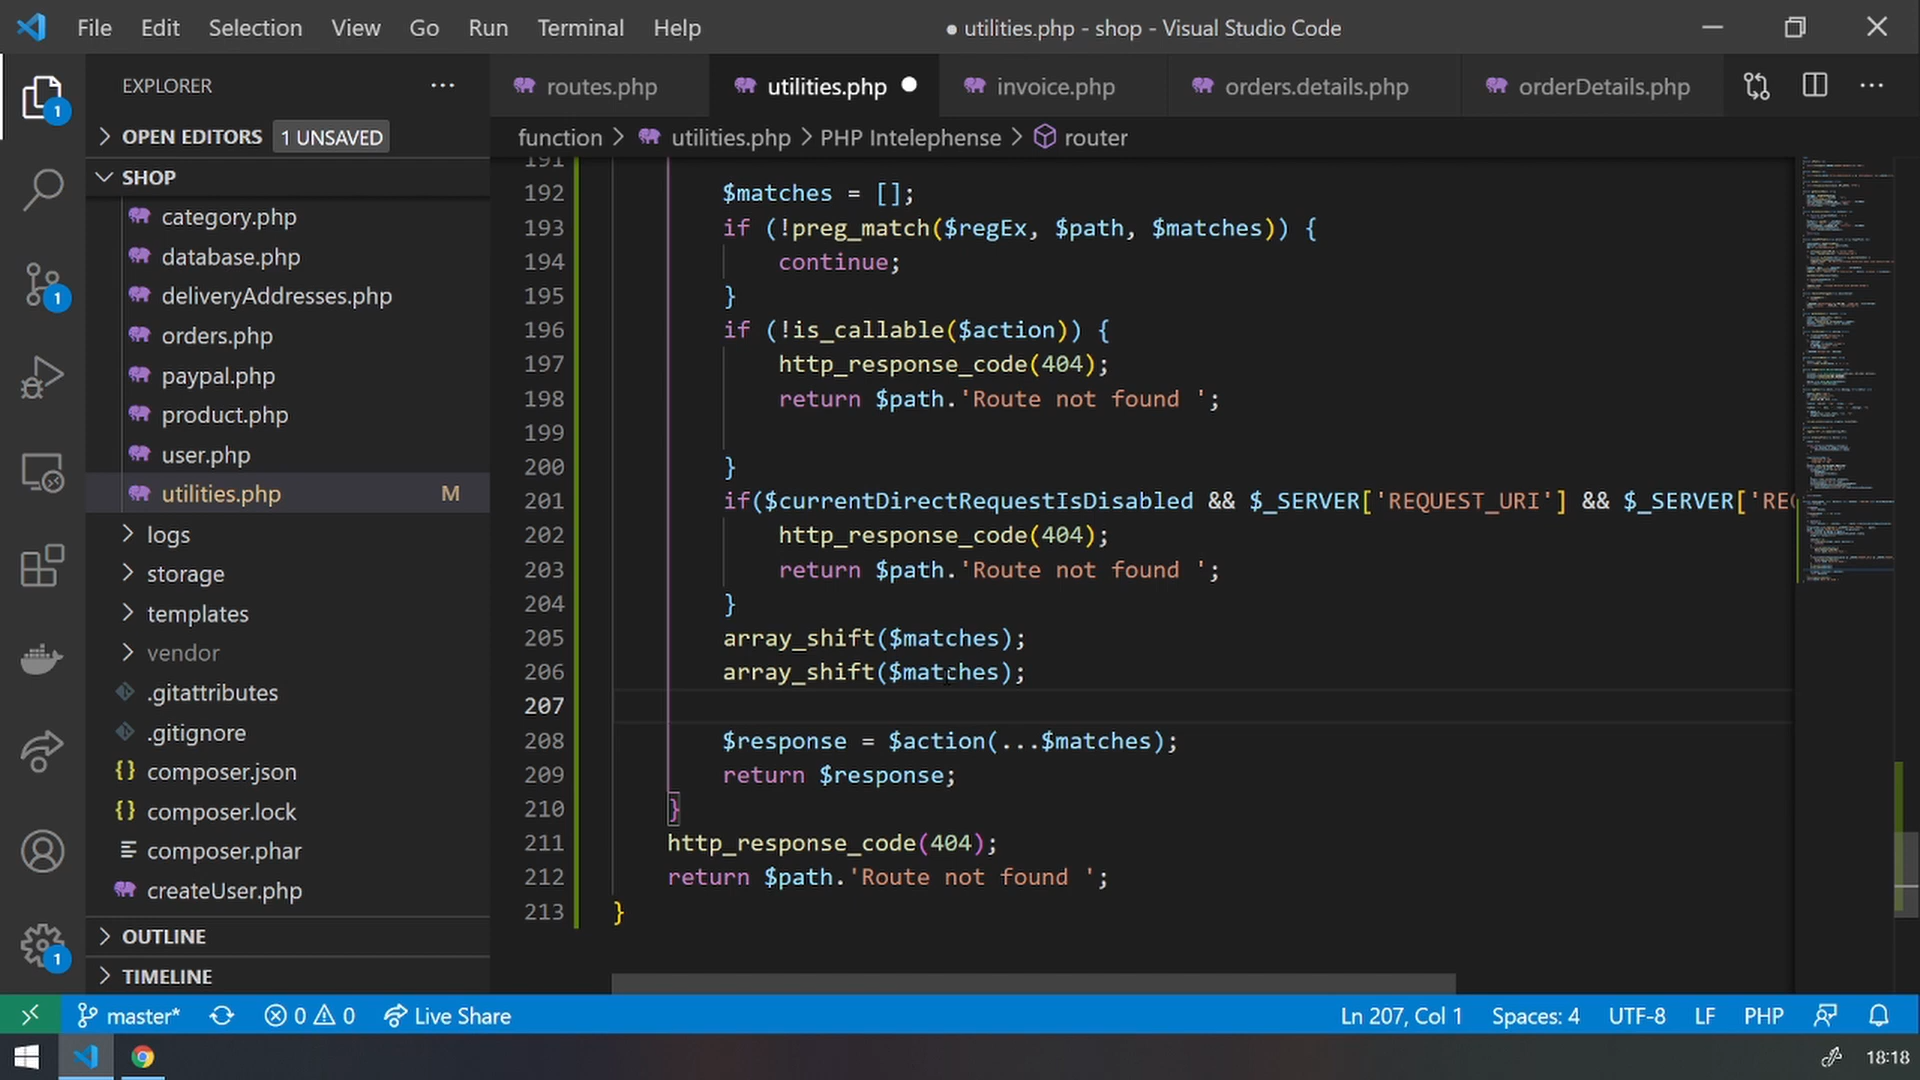 File Edit Selection View Go Run Terminal Help
● utilities.php - shop - Visual Studio Code
EXPLORER ···
routes.php utilities.php ● invoice.php orders.details.php orderDetails.php ···
1
OPEN EDITORS 1 UNSAVED
function > utilities.php > PHP Intelephense > router
SHOP
category.php
database.php
deliveryAddresses.php
orders.php
paypal.php
product.php
user.php
utilities.php M
logs
storage
templates
vendor
.gitattributes
.gitignore
composer.json
composer.lock
composer.phar
createUser.php
OUTLINE
TIMELINE
1
1
191
192 $matches = [];
193 if (!preg_match($regEx, $path, $matches)) {
194 continue;
195 }
196 if (!is_callable($action)) {
197 http_response_code(404);
198 return $path.'Route not found ';
199
200 }
201 if($currentDirectRequestIsDisabled && $_SERVER['REQUEST_URI'] && $_SERVER['RE
202 http_response_code(404);
203 return $path.'Route not found ';
204 }
205 array_shift($matches);
206 array_shift($matches);
207
208 $response = $action(...$matches);
209 return $response;
210 }
211 http_response_code(404);
212 return $path.'Route not found ';
213 }
master* 0 0 Live Share
Ln 207, Col 1 Spaces: 4 UTF-8 LF PHP
18:18